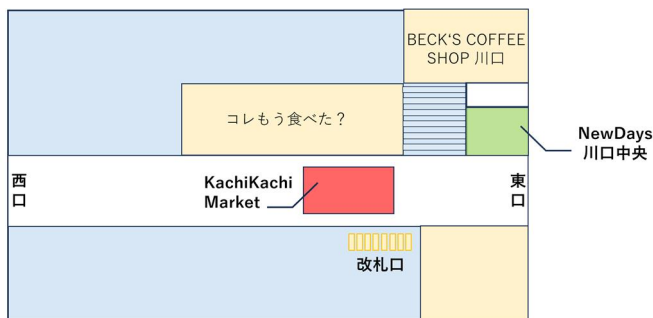 BECK'S COFFEE
SHOP 川口
コレもう食べた？
NewDays
川口中央
西口
KachiKachi
Market
東口
改札口